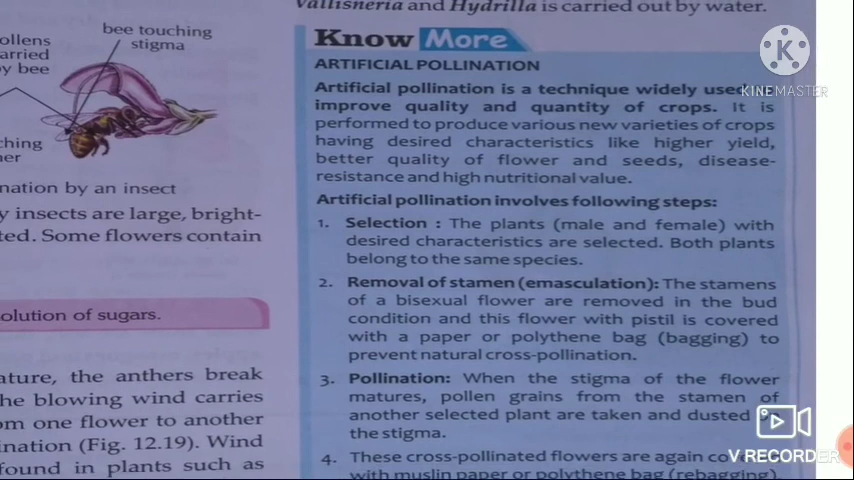 Vallisneria and Hydrilla is carried out by water.
bee touching
stigma
by bee
nation by an insect
y insects are large, bright-
ted. Some flowers contain
olution of sugars.
ature, the anthers break
he blowing wind carries
om one flower to another
ination (Fig. 12.19). Wind
found in plants such as
Know More
ARTIFICIAL POLLINATION
Artificial pollination is a technique widely used
improve quality and quantity of crops. It is
performed to produce various new varieties of crops
having desired characteristics like higher yield,
better quality of flower and seeds, disease-
resistance and high nutritional value.
Artificial pollination involves following steps:
1. Selection : The plants (male and female) with
desired characteristics are selected. Both plants
belong to the same species.
2. Removal of stamen (emasculation): The stamens
of a bisexual flower are removed in the bud
condition and this flower with pistil is covered
with a paper or polythene bag (bagging) to
prevent natural cross-pollination.
3. Pollination: When the stigma of the flower
matures, pollen grains from the stamen of
another selected plant are taken and dusted
the stigma.
4. These cross-pollinated flowers are again
with muslin paper or polythene bag (rebagging).
K
KINEMASTER
V RECORDER